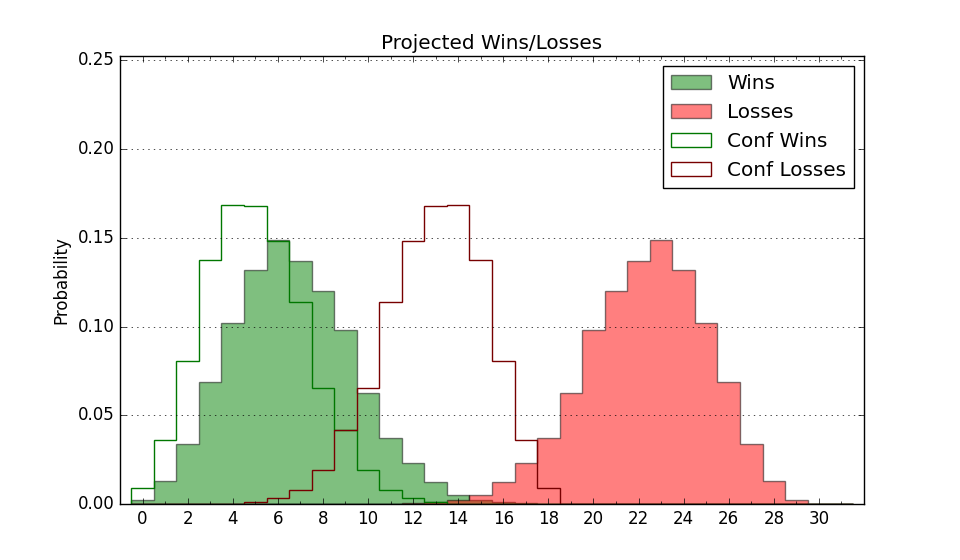 Projected Wins/Losses
0.25
0.20
0.15
0.10
0.05
0.00
Probability
Wins
Losses
Conf Wins
Conf Losses
0 2 4 6 8 10 12 14 16 18 20 22 24 26 28 30